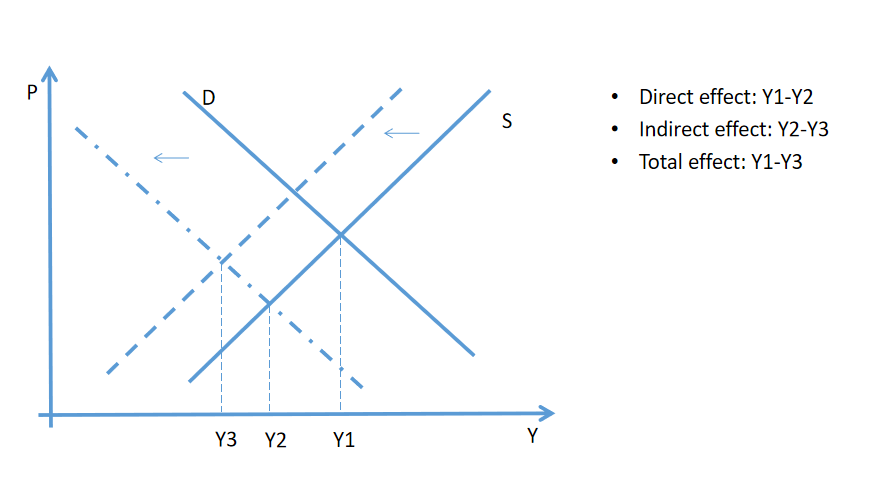 P
D
S
Y3
Y2
Y1
Y
• Direct effect: Y1-Y2
• Indirect effect: Y2-Y3
• Total effect: Y1-Y3